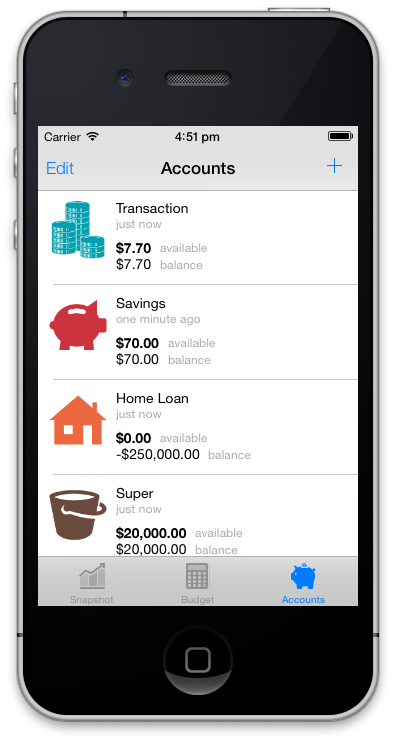 Carrier 4:51 pm
Edit Accounts +
Transaction
just now
$7.70 available
$7.70 balance
Savings
one minute ago
$70.00 available
$70.00 balance
Home Loan
just now
$0.00 available
-$250,000.00 balance
Super
just now
$20,000.00 available
$20,000.00 balance
Snapshot Budget Accounts